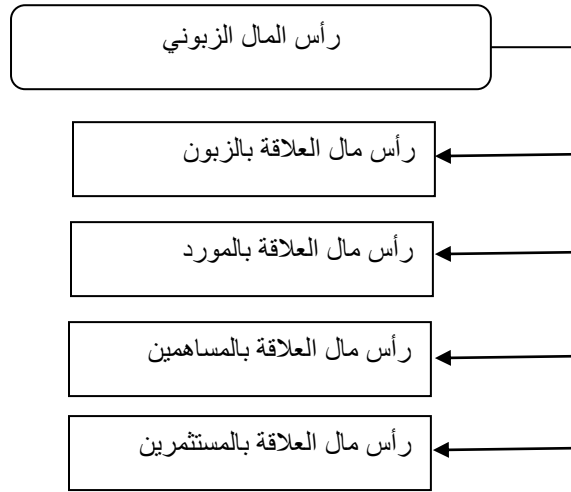 رأس المال الزبوني
رأس مال العلاقة بالزبون
رأس مال العلاقة بالمورد
رأس مال العلاقة بالمساهمين
رأس مال العلاقة بالمستثمرين